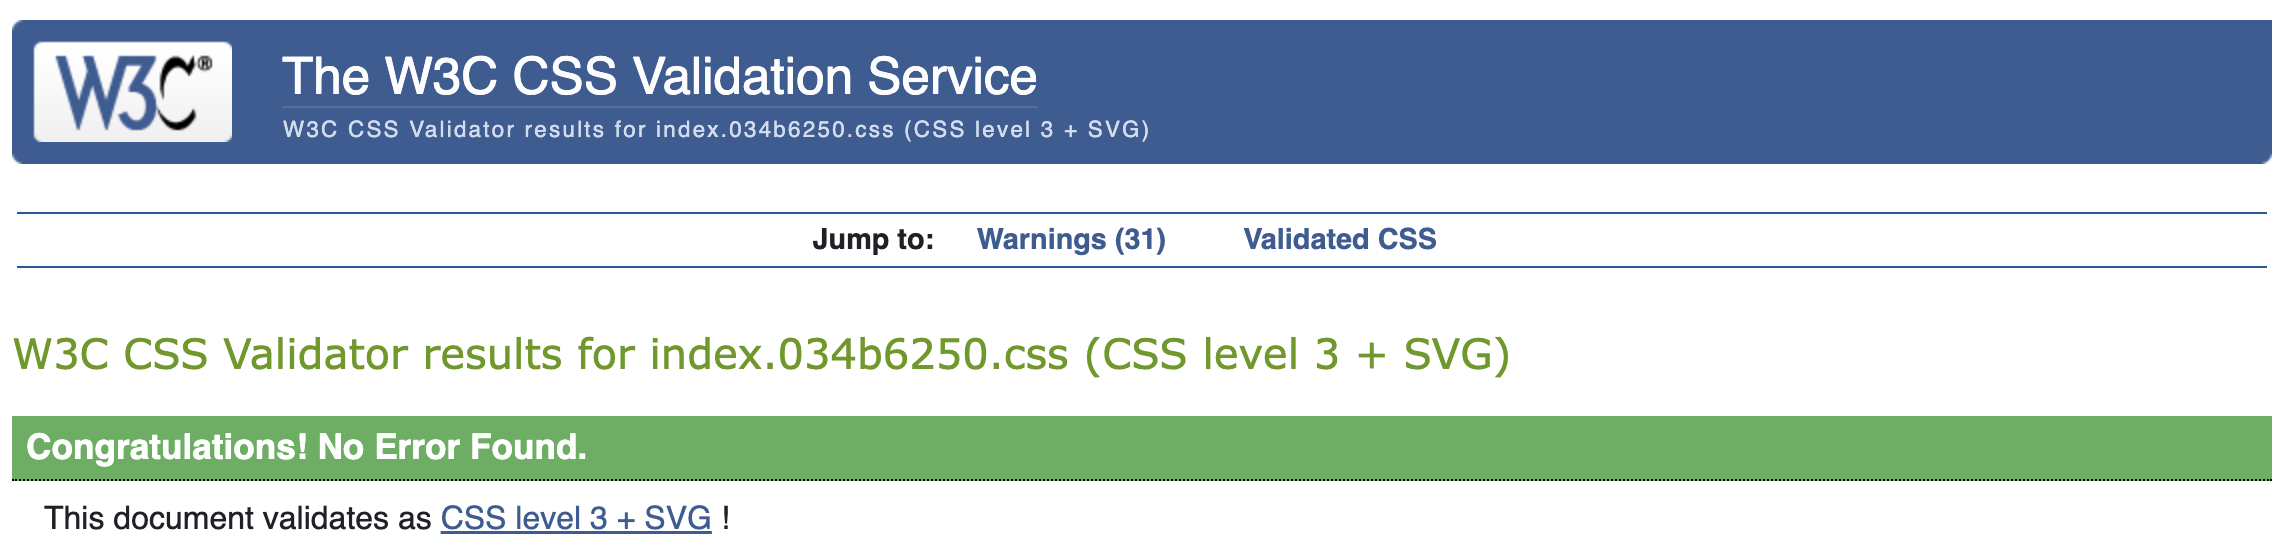 W3C®
The W3C CSS Validation Service
W3C CSS Validator results for index.034b6250.css (CSS level 3 + SVG)
Jump to: Warnings (31) Validated CSS
W3C CSS Validator results for index.034b6250.css (CSS level 3 + SVG)
Congratulations! No Error Found.
This document validates as CSS level 3 + SVG !